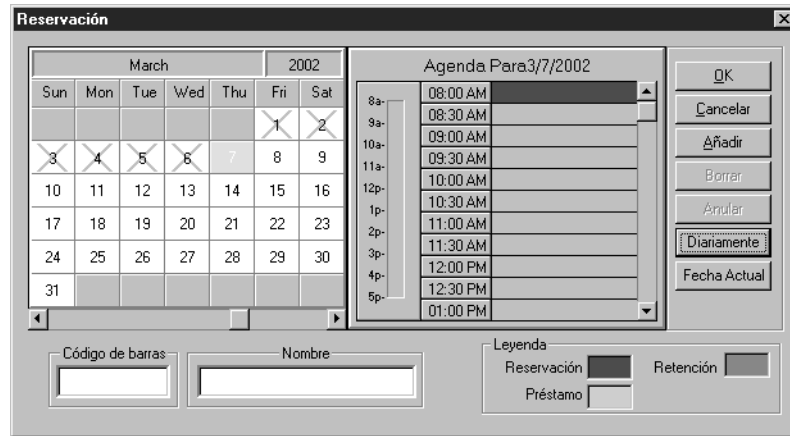 Reservación
March 2002
Sun Mon Tue Wed Thu Fri Sat
1 2
3 4 5 6 7 8 9
10 11 12 13 14 15 16
17 18 19 20 21 22 23
24 25 26 27 28 29 30
31
Agenda Para3/7/2002
8a-
9a-
10a-
11a-
12p-
1p-
2p-
3p-
4p-
5p-
08:00 AM
08:30 AM
09:00 AM
09:30 AM
10:00 AM
10:30 AM
11:00 AM
11:30 AM
12:00 PM
12:30 PM
01:00 PM
OK
Cancelar
Añadir
Borrar
Anular
Diariamente
Fecha Actual
Código de barras
Nombre
Leyenda
Reservación Retención
Préstamo